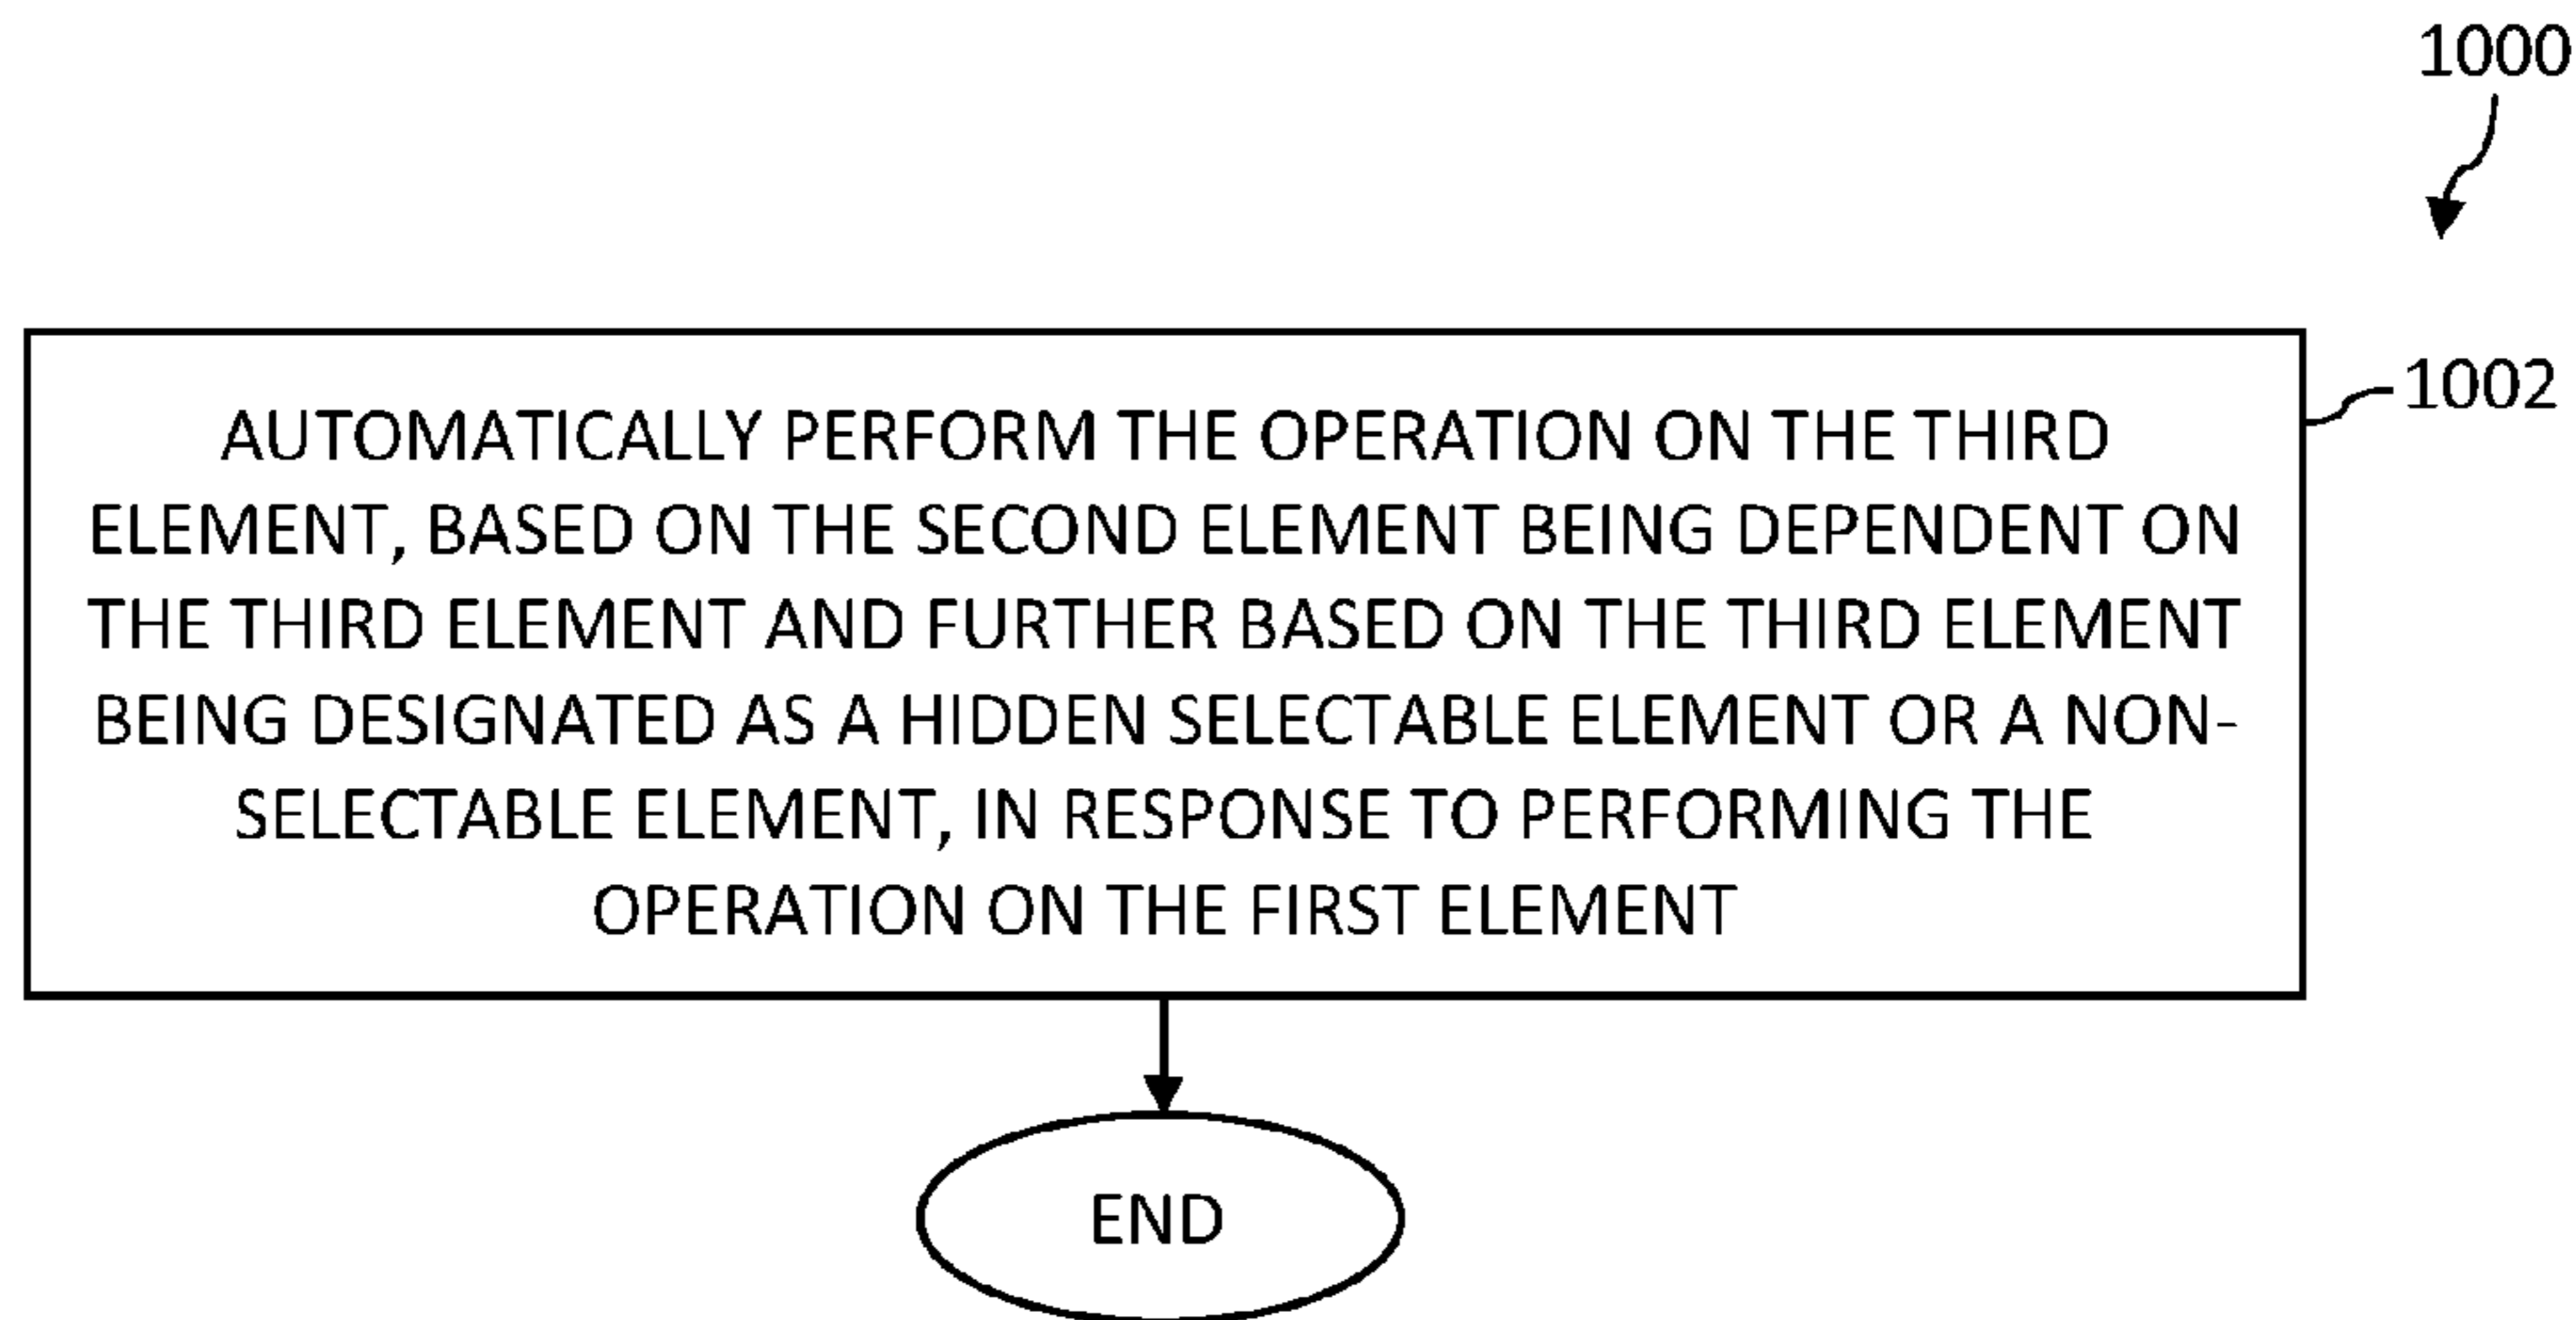 1000
1002
AUTOMATICALLY PERFORM THE OPERATION ON THE THIRD
ELEMENT, BASED ON THE SECOND ELEMENT BEING DEPENDENT ON
THE THIRD ELEMENT AND FURTHER BASED ON THE THIRD ELEMENT
BEING DESIGNATED AS A HIDDEN SELECTABLE ELEMENT OR A NON-
SELECTABLE ELEMENT, IN RESPONSE TO PERFORMING THE
OPERATION ON THE FIRST ELEMENT
END